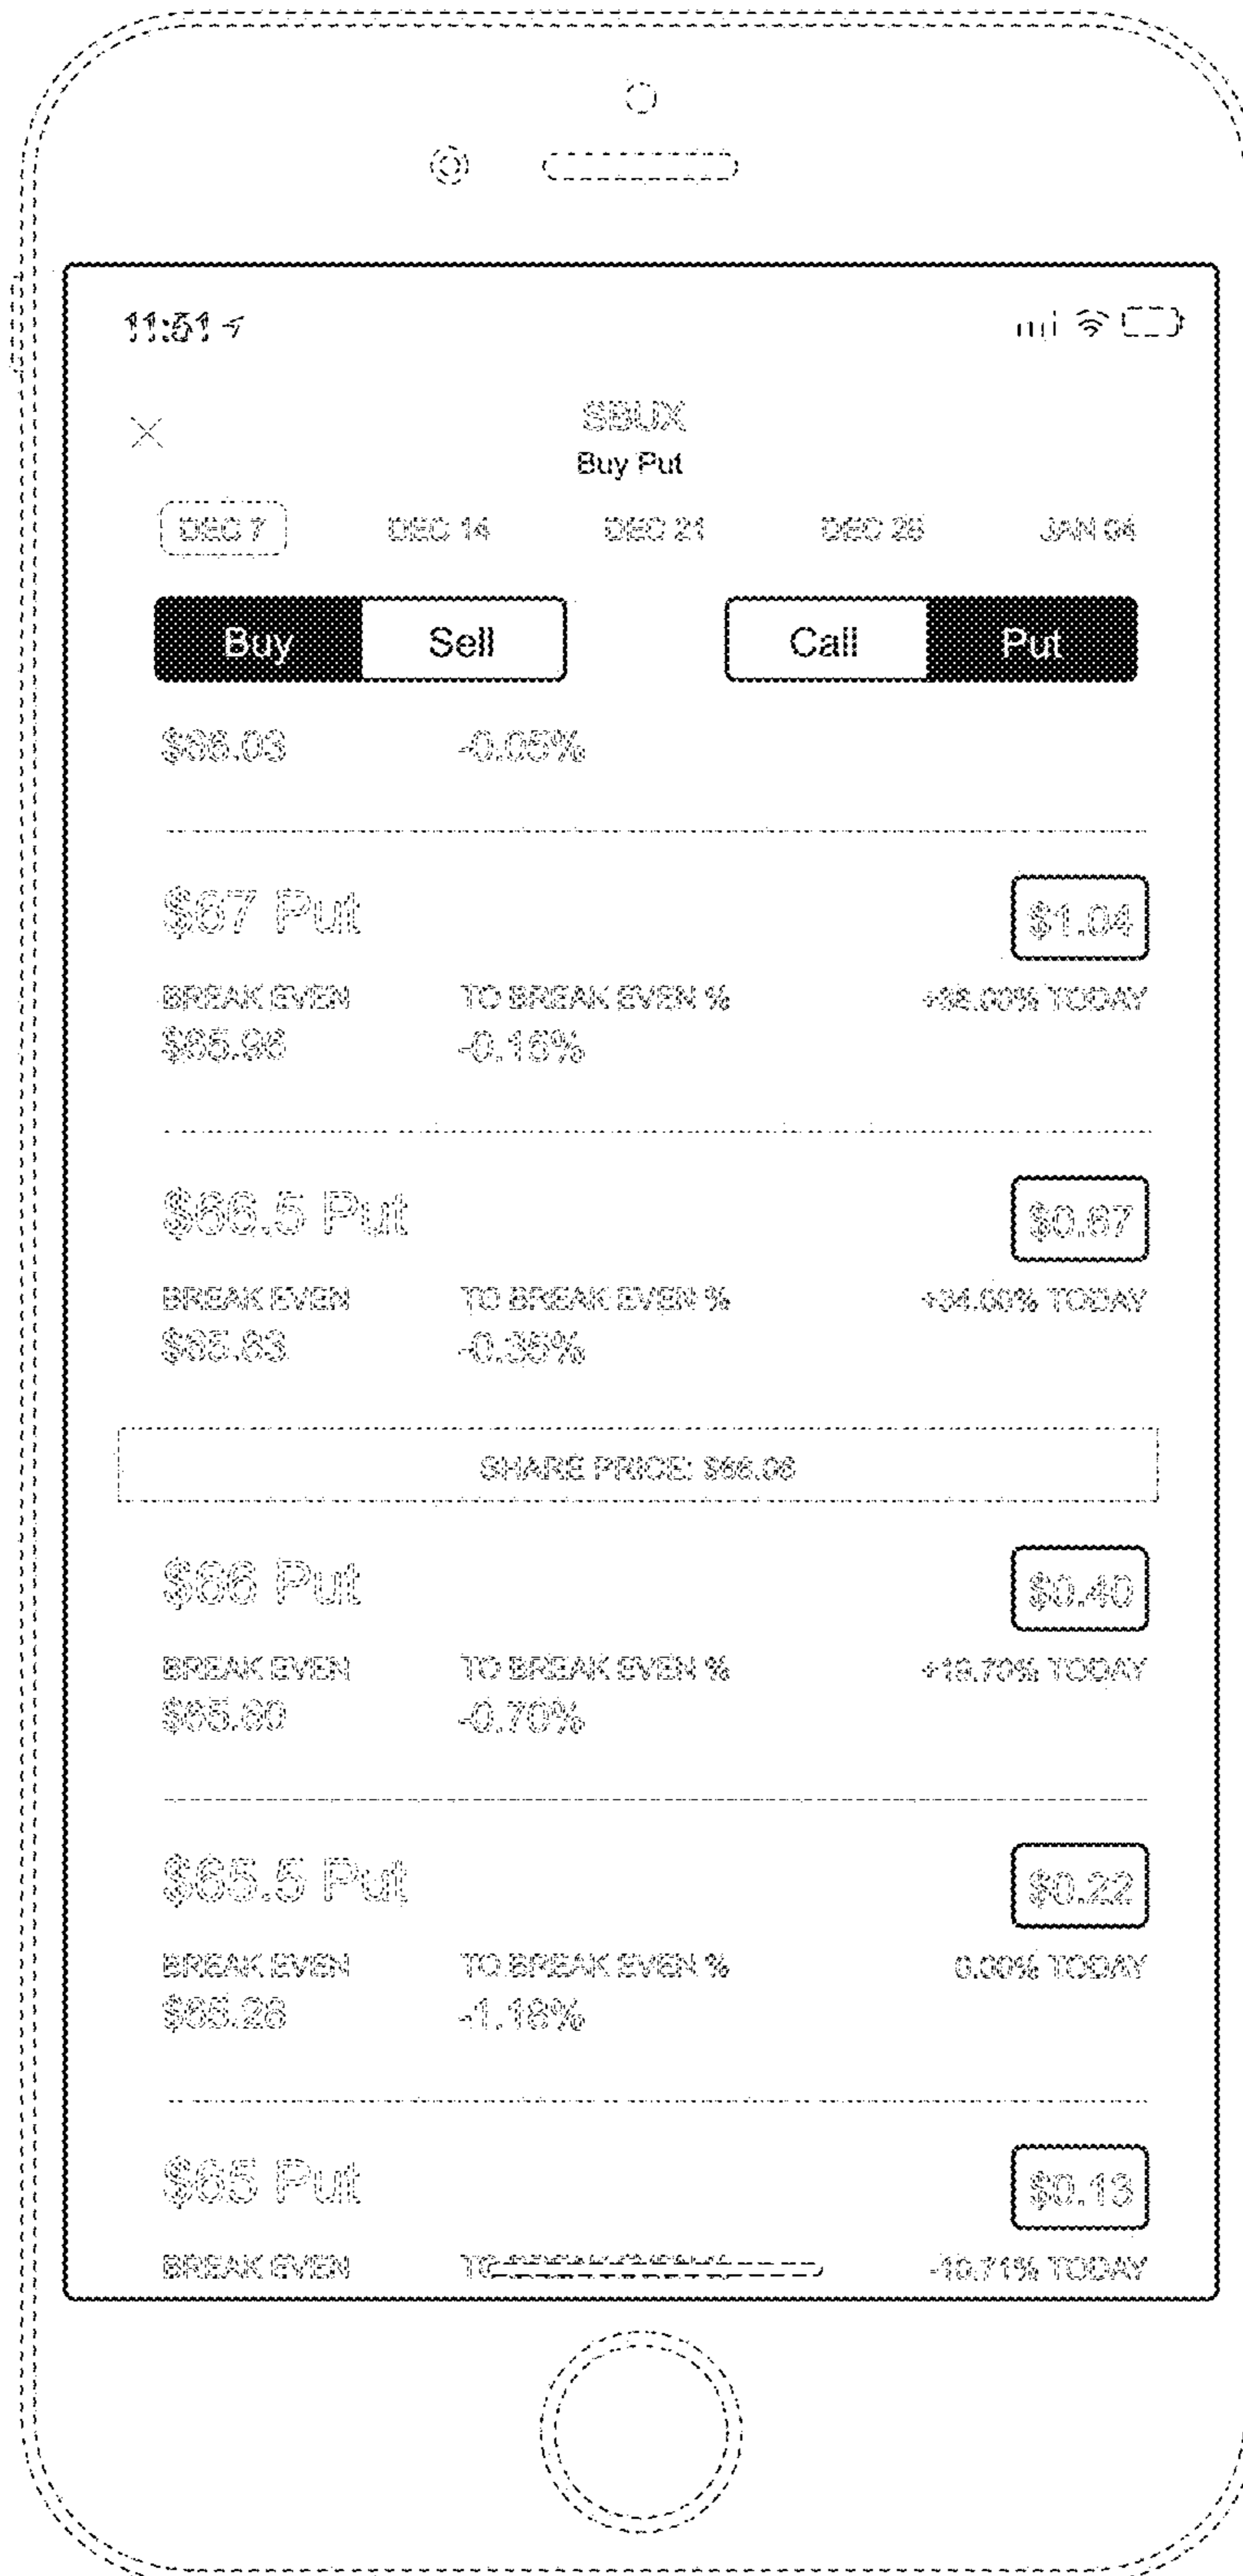 11:51
SBUX
Buy Put
DEC 7 DEC 14 DEC 21 DEC 28 JAN 04
Buy Sell Call Put
$66.03 -0.05%
$67 Put $1.04
BREAK EVEN TO BREAK EVEN % TODAY
$65.96 -0.15%
$66.5 Put $0.67
BREAK EVEN TO BREAK EVEN % +34.00% TODAY
$65.83 -0.35%
SHARE PRICE: $66.06
$66 Put $0.40
BREAK EVEN TO BREAK EVEN % TODAY
$65.60 -0.70%
$65.5 Put $0.22
BREAK EVEN TO BREAK EVEN % 0.00% TODAY
$65.28 -1.18%
$65 Put $0.13
BREAK EVEN TO -10.71% TODAY